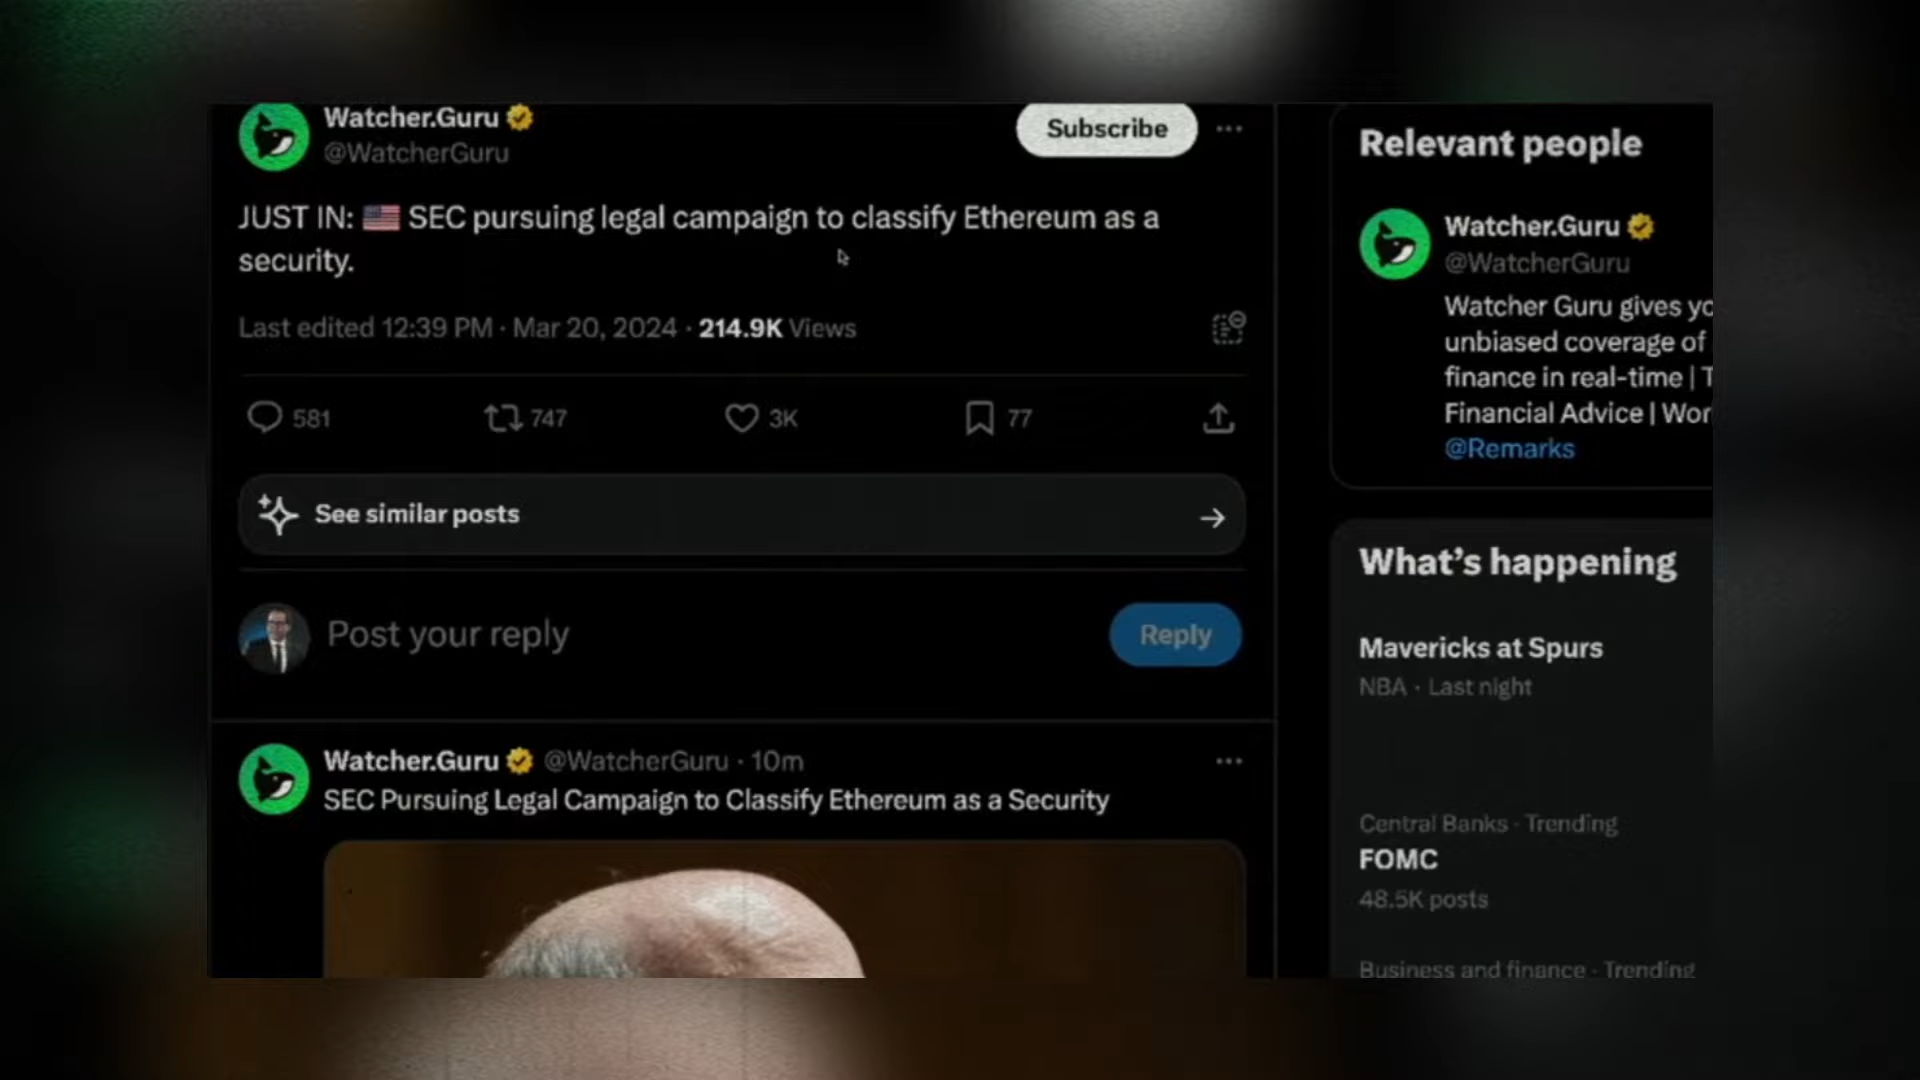 Watcher.Guru
@WatcherGuru
Subscribe
JUST IN: 🇺🇸 SEC pursuing legal campaign to classify Ethereum as a
security.
Last edited 12:39 PM · Mar 20, 2024 · 214.9K Views
581 747 3K 77
See similar posts
Post your reply
Reply
Watcher.Guru @WatcherGuru · 10m
SEC Pursuing Legal Campaign to Classify Ethereum as a Security
Relevant people
Watcher.Guru
@WatcherGuru
Watcher Guru gives
unbiased coverage of
finance in real-time |
Financial Advice |
@Remarks
What's happening
Mavericks at Spurs
NBA · Last night
Central Banks · Trending
FOMC
48.5K posts
Business and finance · Trending